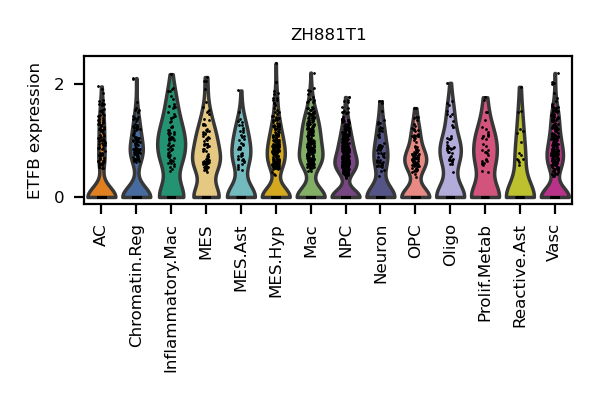 ZH881T1
ETFB expression
2
0
AC
Chromatin.Reg
Inflammatory.Mac
MES
MES.Ast
MES.Hyp
Mac
NPC
Neuron
OPC
Oligo
Prolif.Metab
Reactive.Ast
Vasc